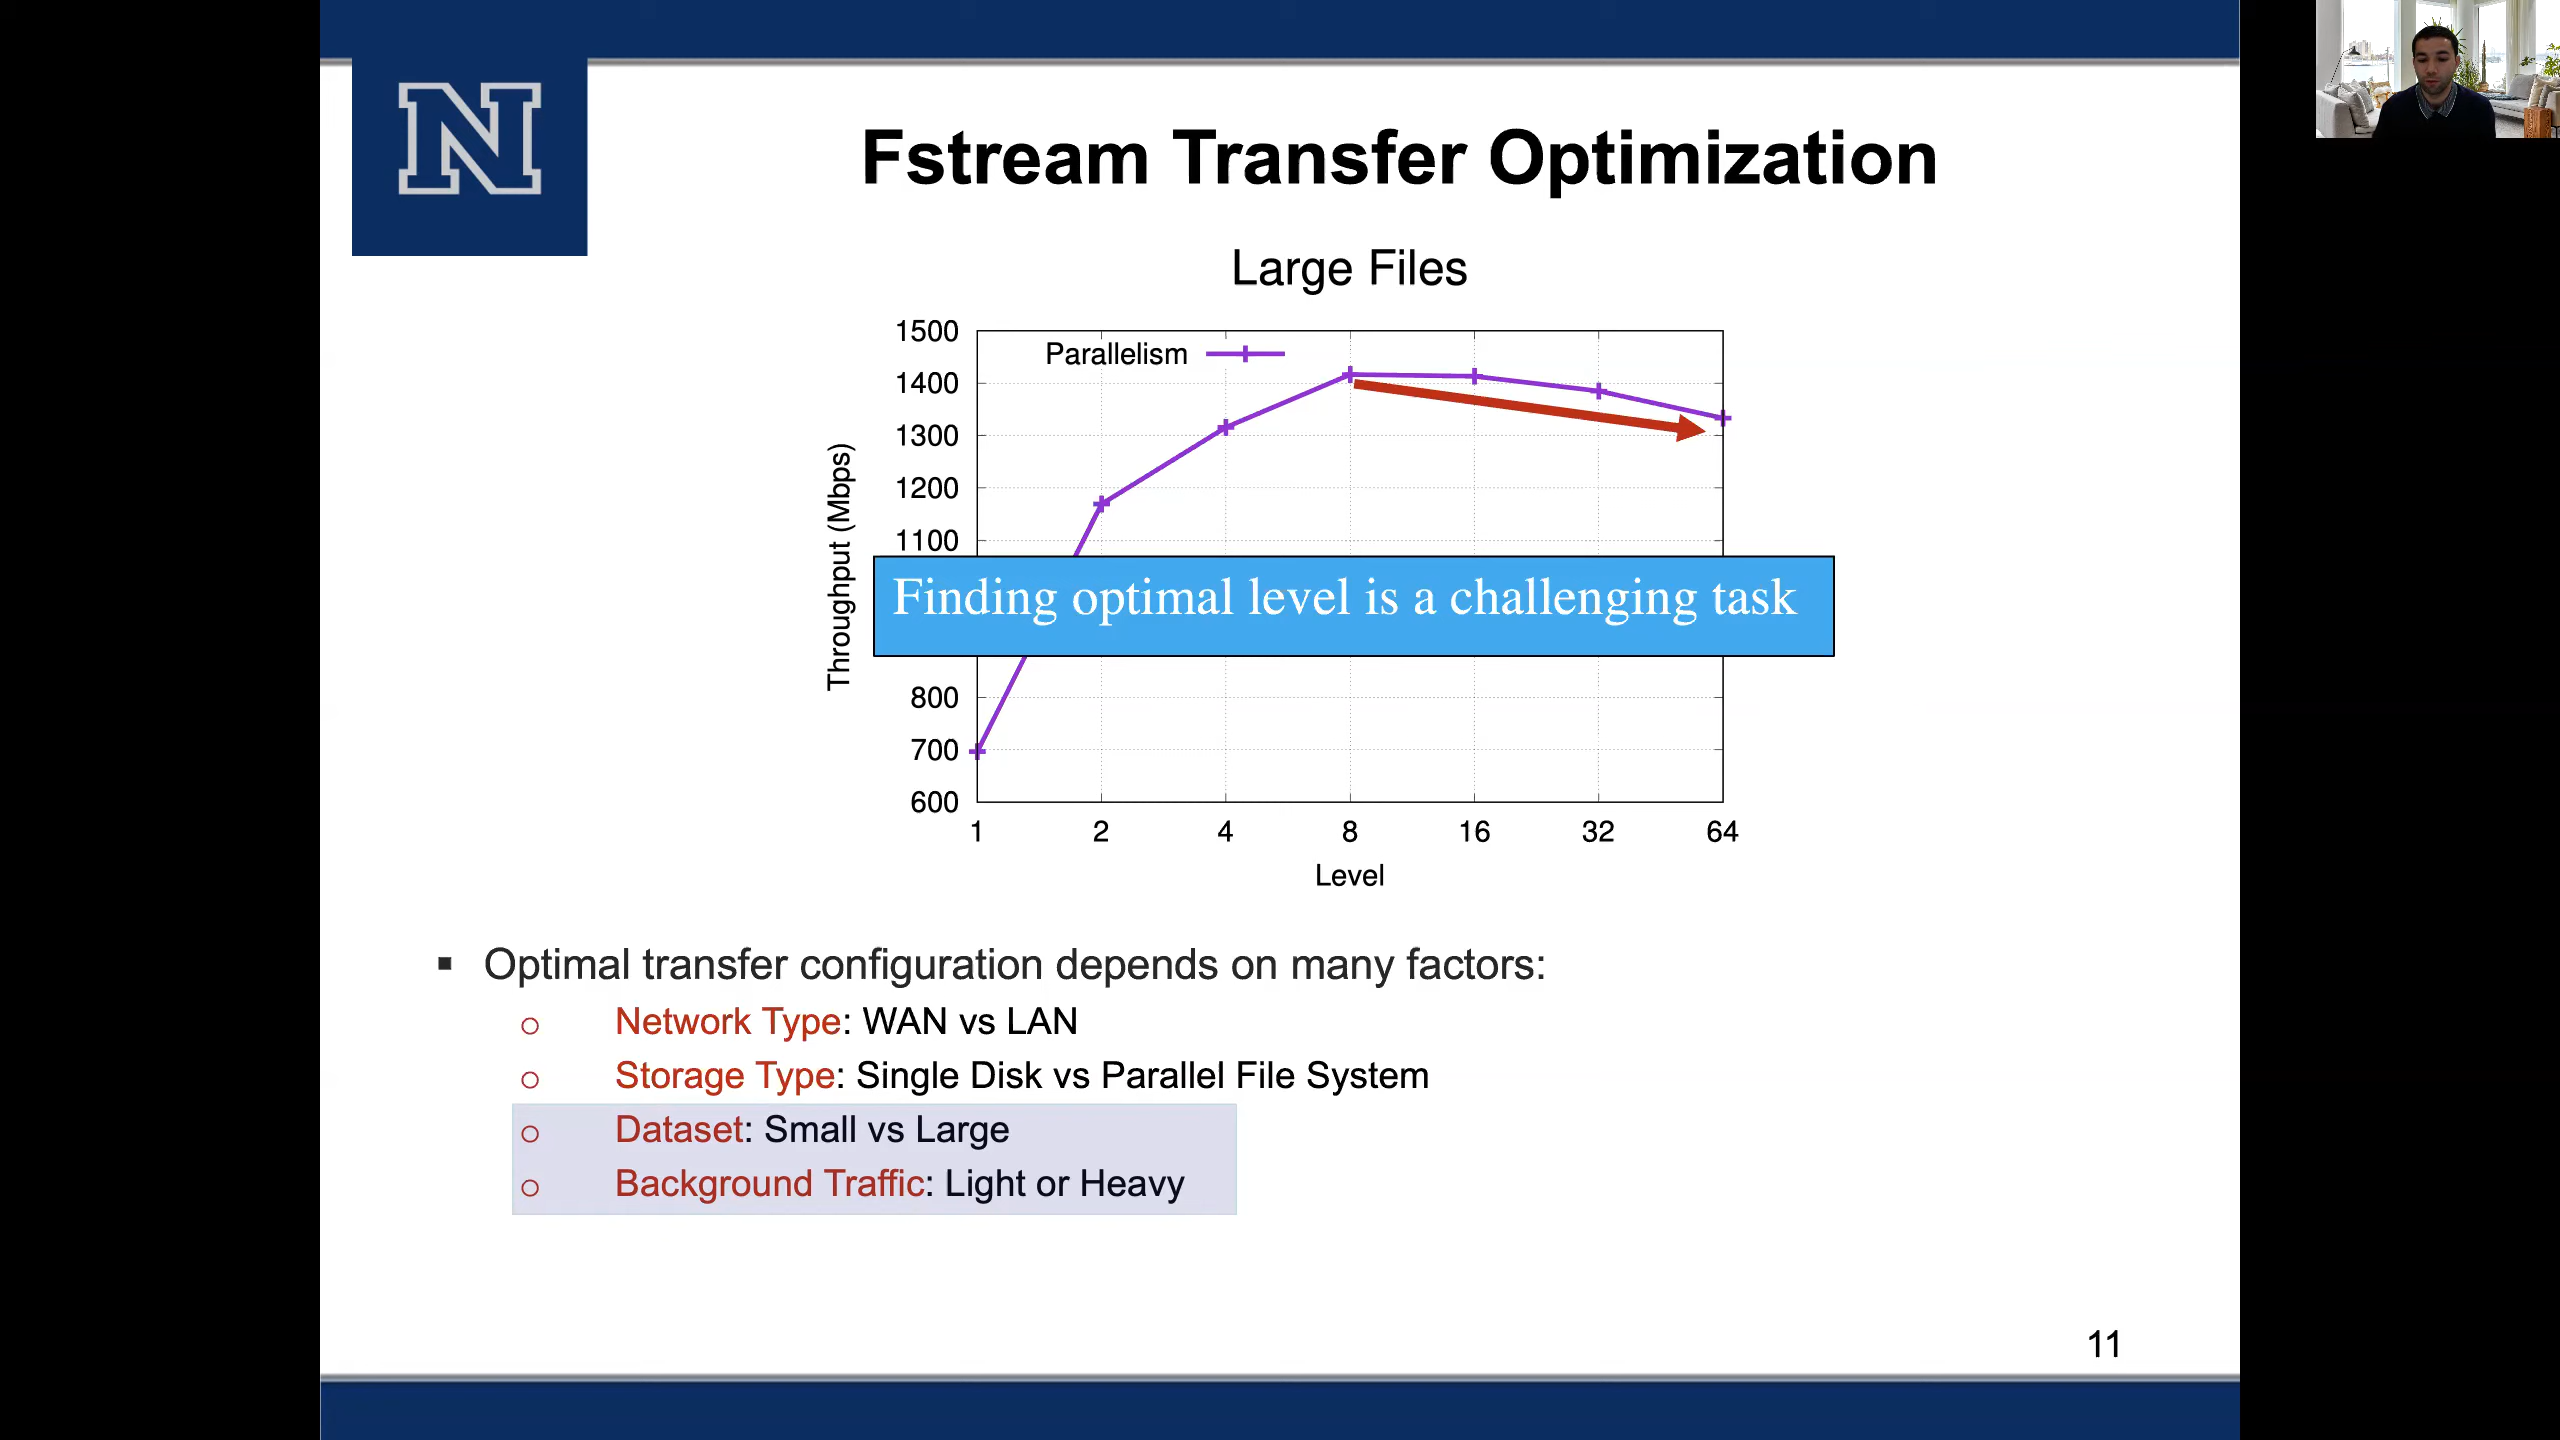 N
Fstream Transfer Optimization
Large Files
Parallelism
1500
1400
1300
1200
1100
800
700
600
Throughput (Mbps)
Finding optimal level is a challenging task
1 2 4 8 16 32 64
Level
▪ Optimal transfer configuration depends on many factors:
o Network Type: WAN vs LAN
o Storage Type: Single Disk vs Parallel File System
o Dataset: Small vs Large
o Background Traffic: Light or Heavy
11